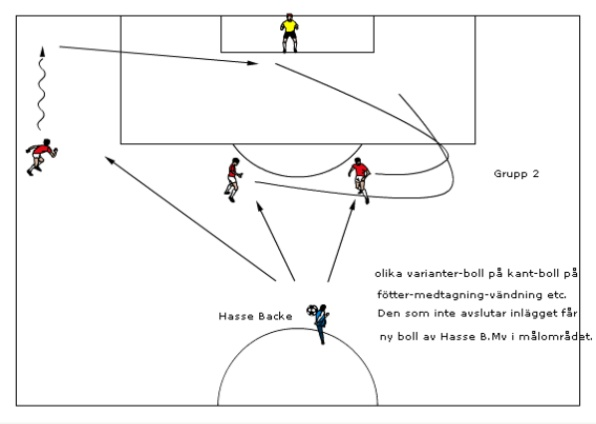 Grupp 2
olika varianter-boll på kant-boll på
fötter-medtagning-vändning etc.
Hasse Backe
Den som inte avslutar inlägget får
ny boll av Hasse B.Mv i målområdet.